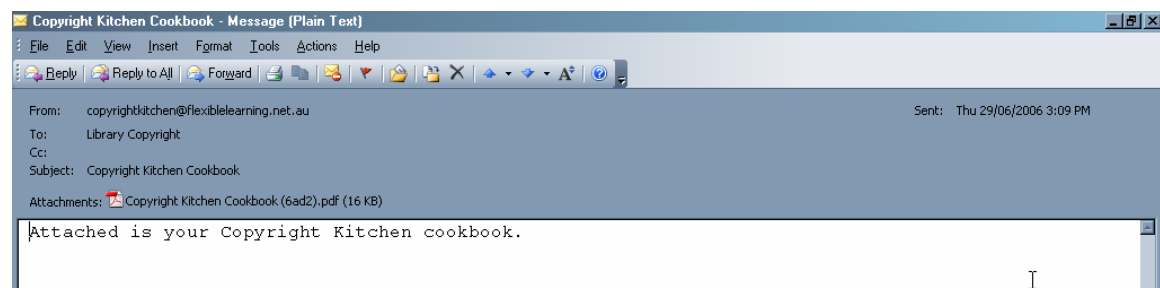 Copyright Kitchen Cookbook - Message (Plain Text)
File Edit View Insert Format Tools Actions Help
Reply Reply to All Forward
From: copyrightkitchen@flexiblelearning.net.au Sent: Thu 29/06/2006 3:09 PM
To: Library Copyright
Cc:
Subject: Copyright Kitchen Cookbook
Attachments: Copyright Kitchen Cookbook (6ad2).pdf (16 KB)
Attached is your Copyright Kitchen cookbook.